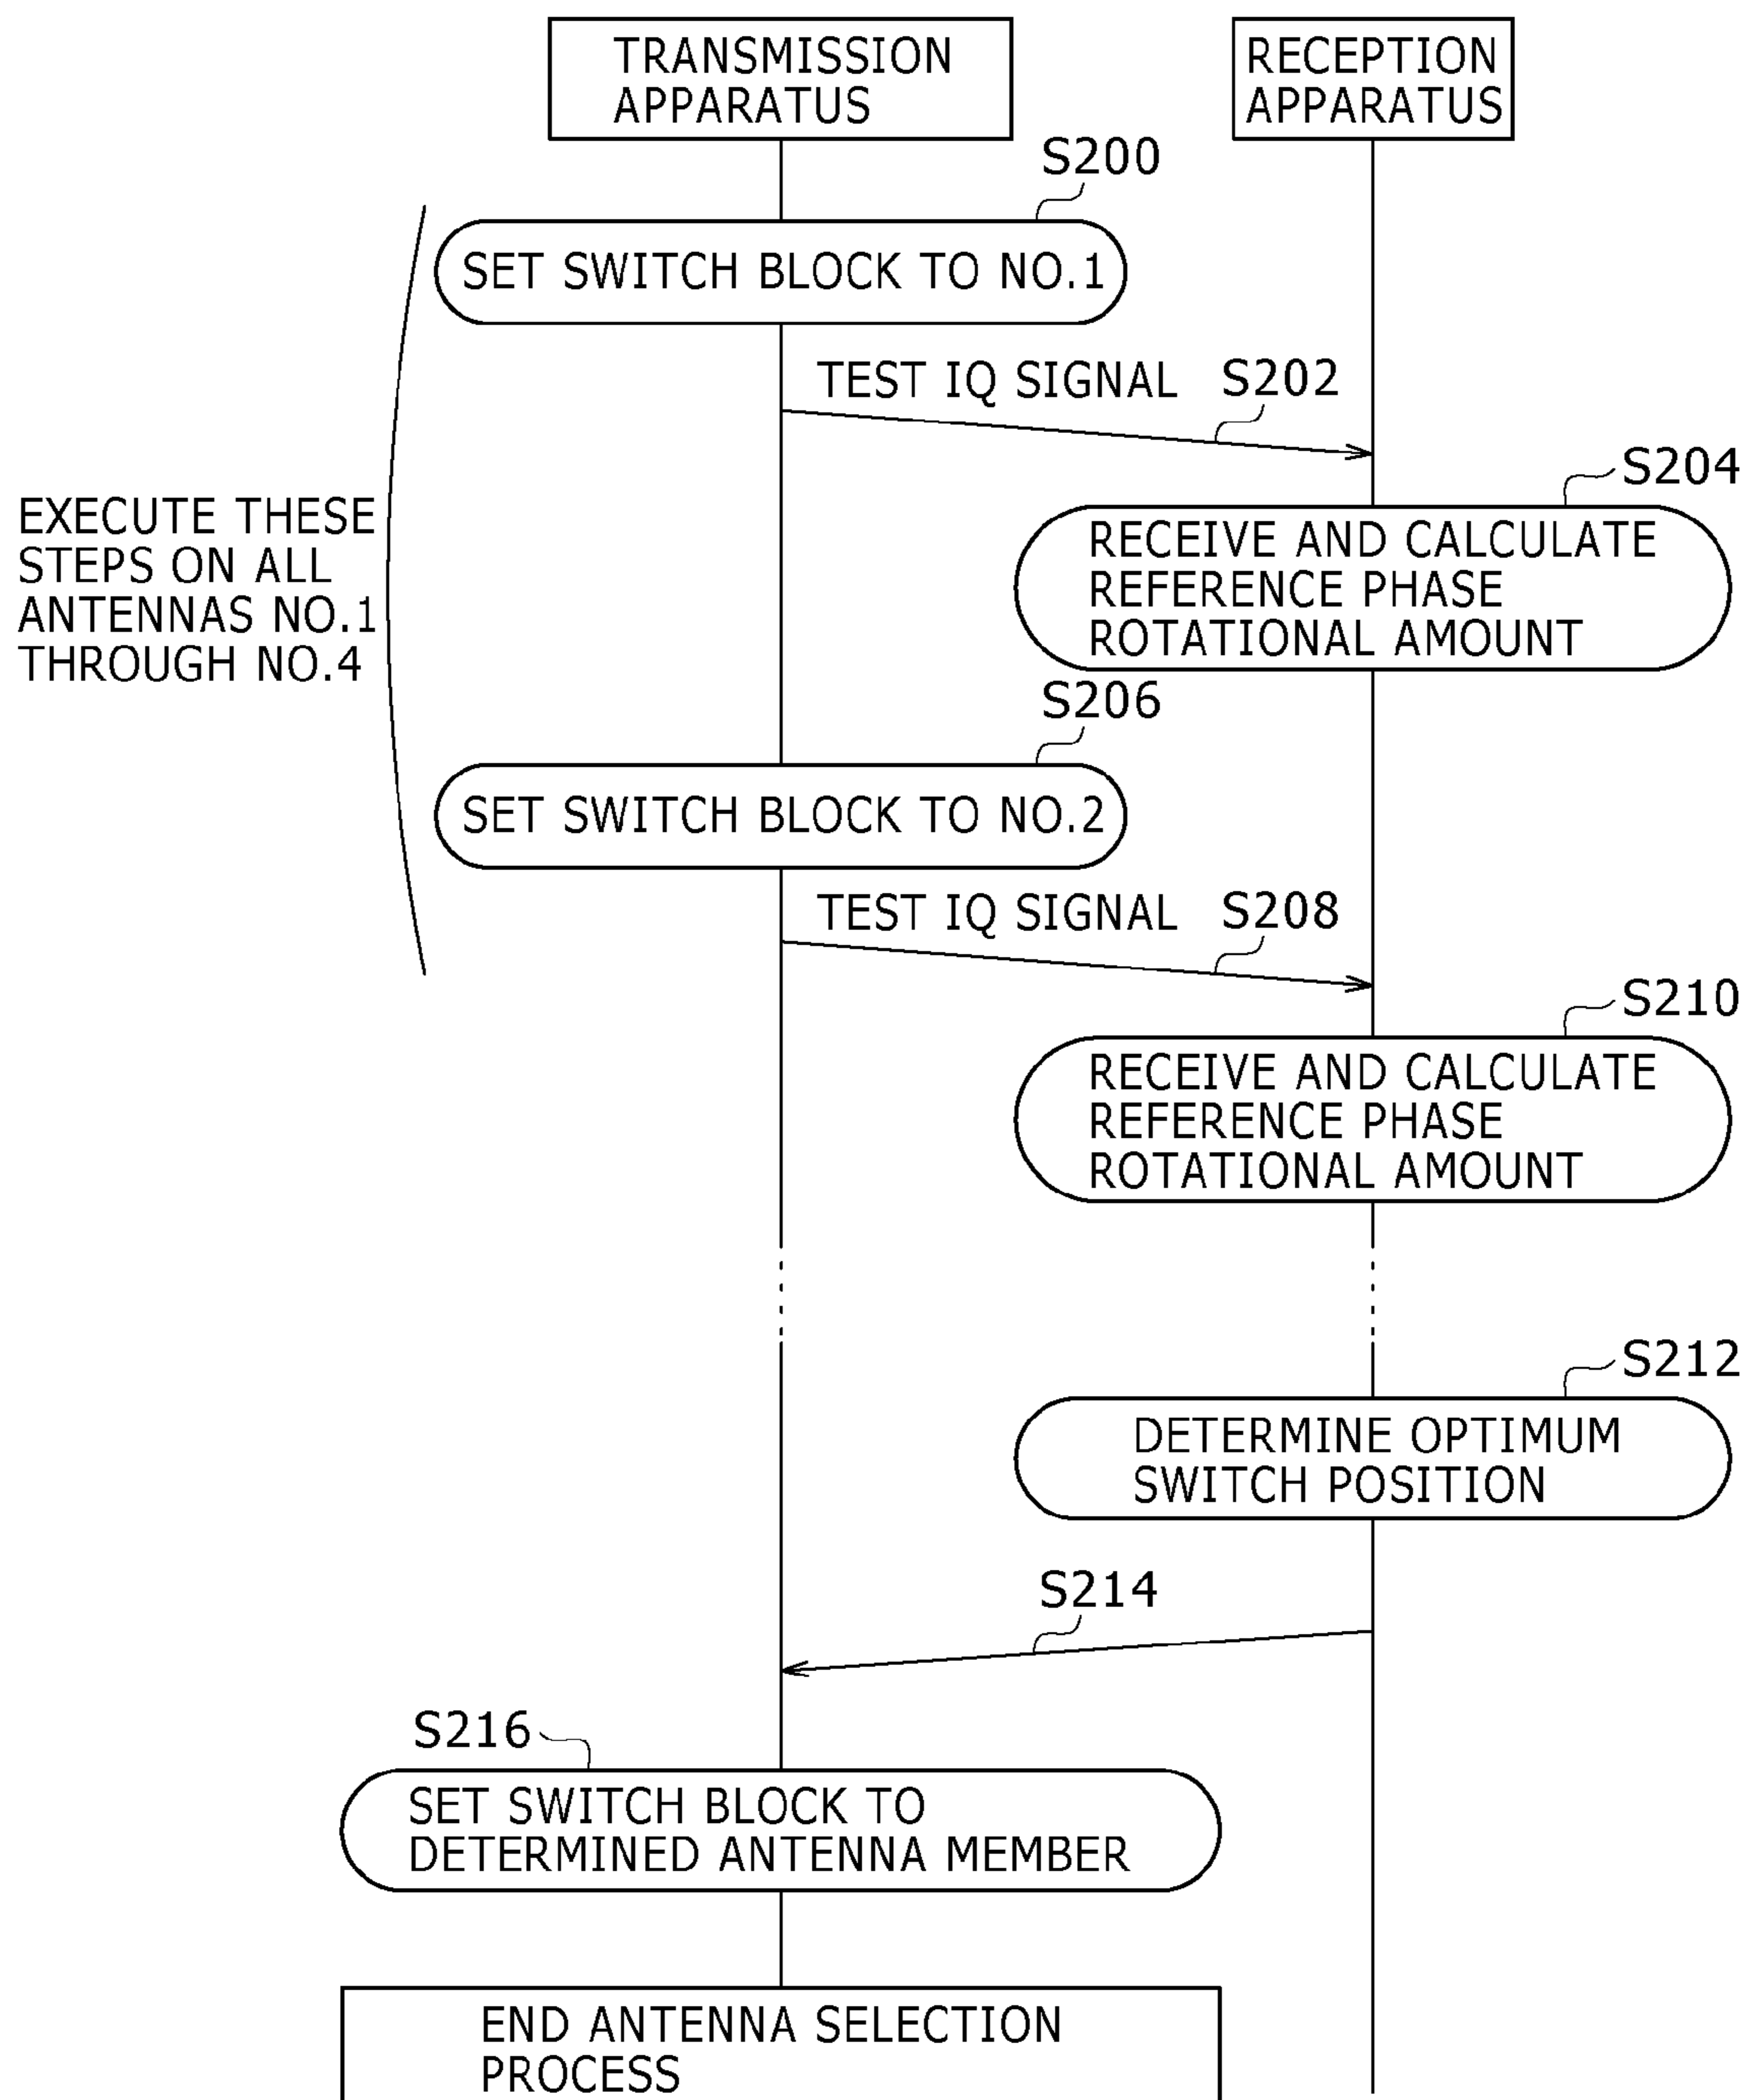 TRANSMISSION
APPARATUS
RECEPTION
APPARATUS
S200
SET SWITCH BLOCK TO NO.1
TEST IQ SIGNAL
S202
S204
RECEIVE AND CALCULATE
REFERENCE PHASE
ROTATIONAL AMOUNT
EXECUTE THESE
STEPS ON ALL
ANTENNAS NO.1
THROUGH NO.4
S206
SET SWITCH BLOCK TO NO.2
TEST IQ SIGNAL
S208
S210
RECEIVE AND CALCULATE
REFERENCE PHASE
ROTATIONAL AMOUNT
S212
DETERMINE OPTIMUM
SWITCH POSITION
S214
S216
SET SWITCH BLOCK TO
DETERMINED ANTENNA MEMBER
END ANTENNA SELECTION
PROCESS